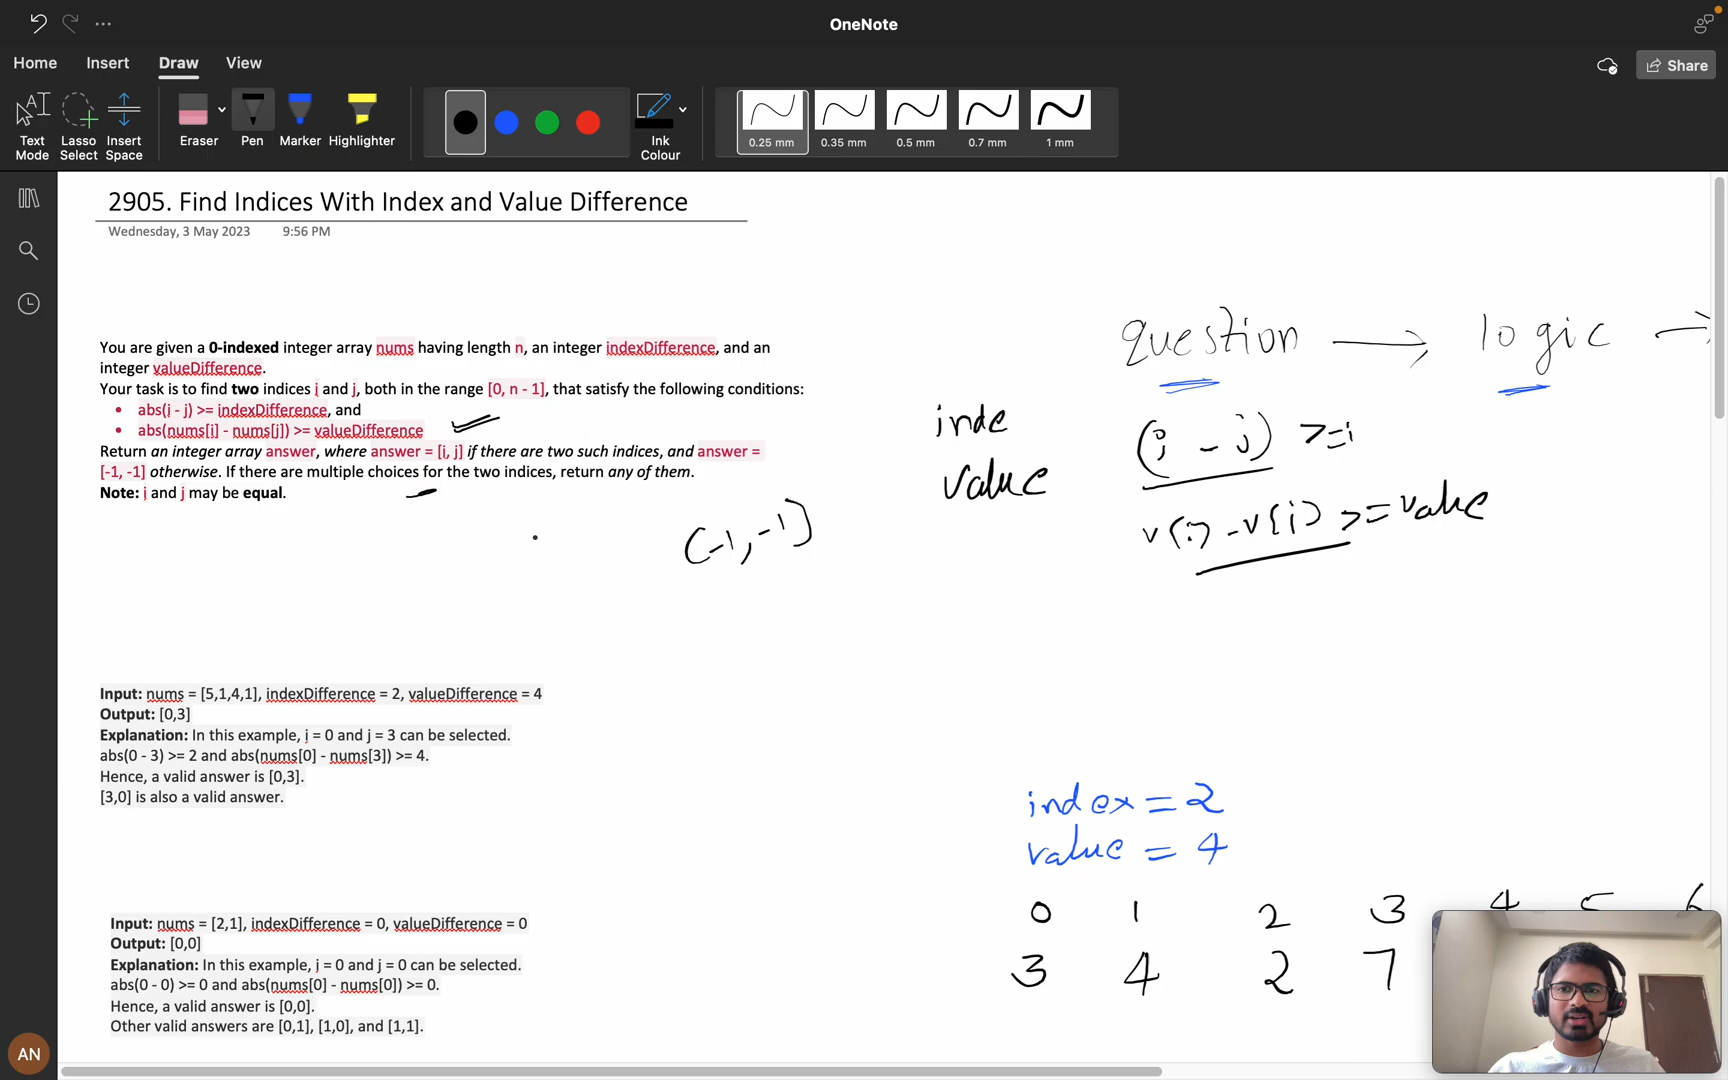 OneNote
Home Insert Draw View
Share
Text Mode
Lasso Select
Insert Space
Eraser
Pen
Marker
Highlighter
Ink Colour
0.25 mm
0.35 mm
0.5 mm
0.7 mm
1 mm
2905. Find Indices With Index and Value Difference
Wednesday, 3 May 2023 9:56 PM
You are given a 0-indexed integer array nums having length n, an integer indexDifference, and an
integer valueDifference.
Your task is to find two indices i and j, both in the range [0, n - 1], that satisfy the following conditions:
• abs(i - j) >= indexDifference, and
• abs(nums[i] - nums[j]) >= valueDifference
Return an integer array answer, where answer = [i, j] if there are two such indices, and answer =
[-1, -1] otherwise. If there are multiple choices for the two indices, return any of them.
Note: i and j may be equal.
(-1, -1)
question → logic →
inde
value
(i - j) >=i
v(i) - v(j) >= value
Input: nums = [5,1,4,1], indexDifference = 2, valueDifference = 4
Output: [0,3]
Explanation: In this example, i = 0 and j = 3 can be selected.
abs(0 - 3) >= 2 and abs(nums[0] - nums[3]) >= 4.
Hence, a valid answer is [0,3].
[3,0] is also a valid answer.
index = 2
value = 4
0 1 2 3 4 5 6
3 4 2 7
Input: nums = [2,1], indexDifference = 0, valueDifference = 0
Output: [0,0]
Explanation: In this example, i = 0 and j = 0 can be selected.
abs(0 - 0) >= 0 and abs(nums[0] - nums[0]) >= 0.
Hence, a valid answer is [0,0].
Other valid answers are [0,1], [1,0], and [1,1].
AN